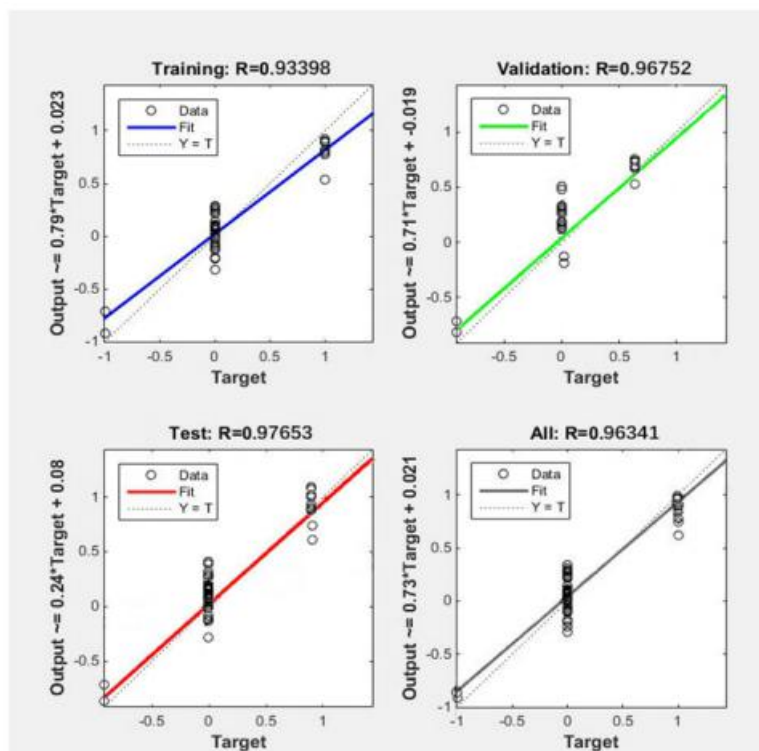 Training: R=0.93398
Output ~= 0.79*Target + 0.023
Data
Fit
Y = T
1
0.5
0
-0.5
-1
-1
-0.5
0
0.5
1
Target
Validation: R=0.96752
Output ~= 0.71*Target + -0.019
Data
Fit
Y = T
1
0.5
0
-0.5
-0.5
0
0.5
1
Target
Test: R=0.97653
Output ~= 0.24*Target + 0.08
Data
Fit
Y = T
1
0.5
0
-0.5
-0.5
0
0.5
1
Target
All: R=0.96341
Output ~= 0.73*Target + 0.021
Data
Fit
Y = T
1
0.5
0
-0.5
-1
-1
-0.5
0
0.5
1
Target